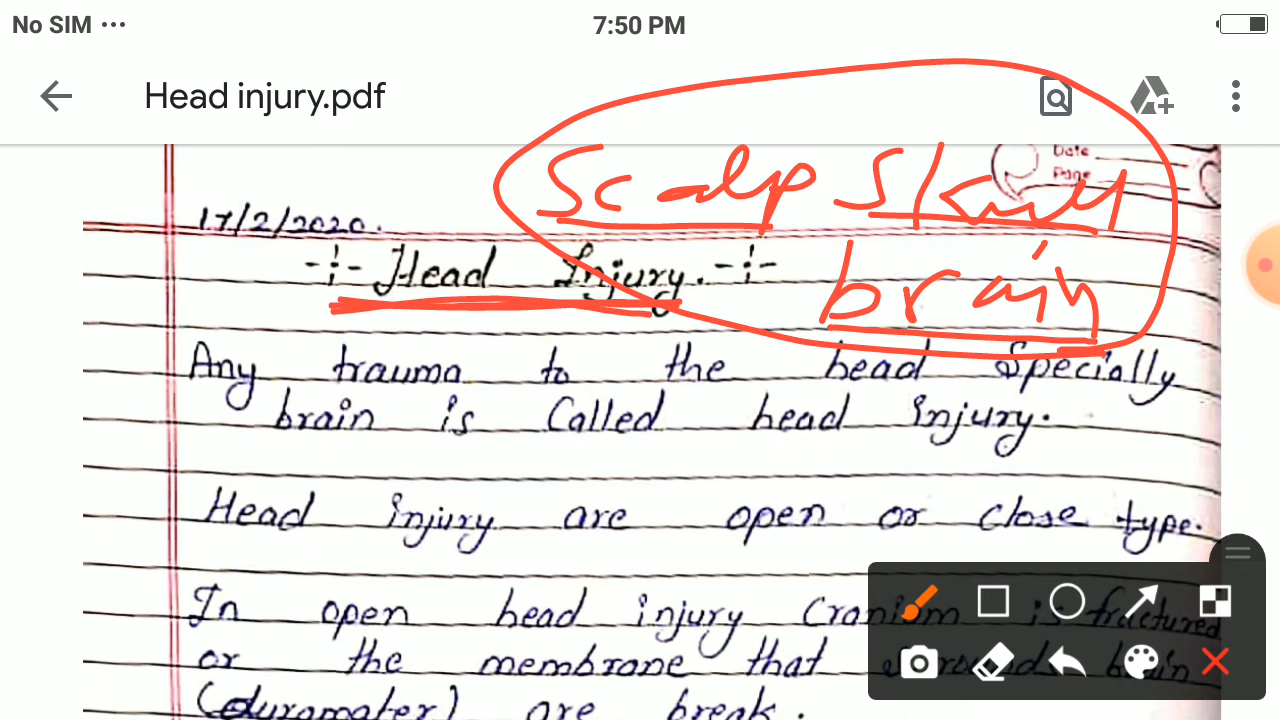 No SIM ... 7:50 PM
Head injury.pdf
Date
Page
Scalp Skull
17/2/2020.
-:- Head Injury. -:-
brain
Any trauma to the head Specially
brain is Called head injury.
Head injury are open or close type.
In open head injury Cranium is fractured
or the membrane that brain
(duramater) are break.